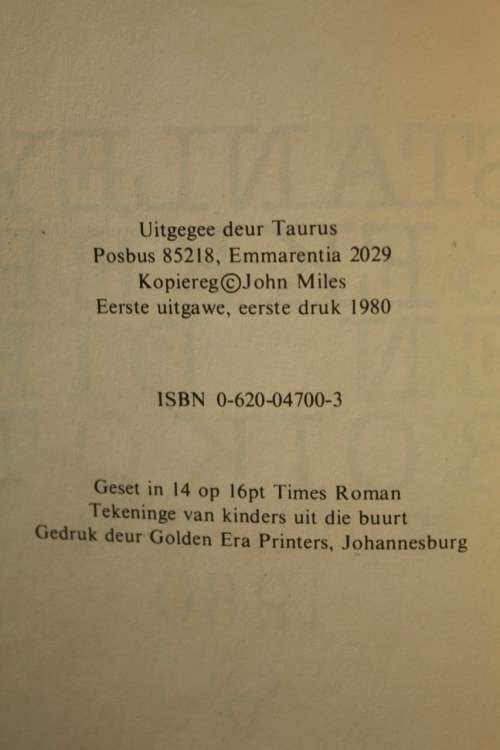 Uitgegee deur Taurus
Posbus 85218, Emmarentia 2029
Kopiereg©John Miles
Eerste uitgawe, eerste druk 1980
ISBN 0-620-04700-3
Geset in 14 op 16pt Times Roman
Tekeninge van kinders uit die buurt
Gedruk deur Golden Era Printers, Johannesburg